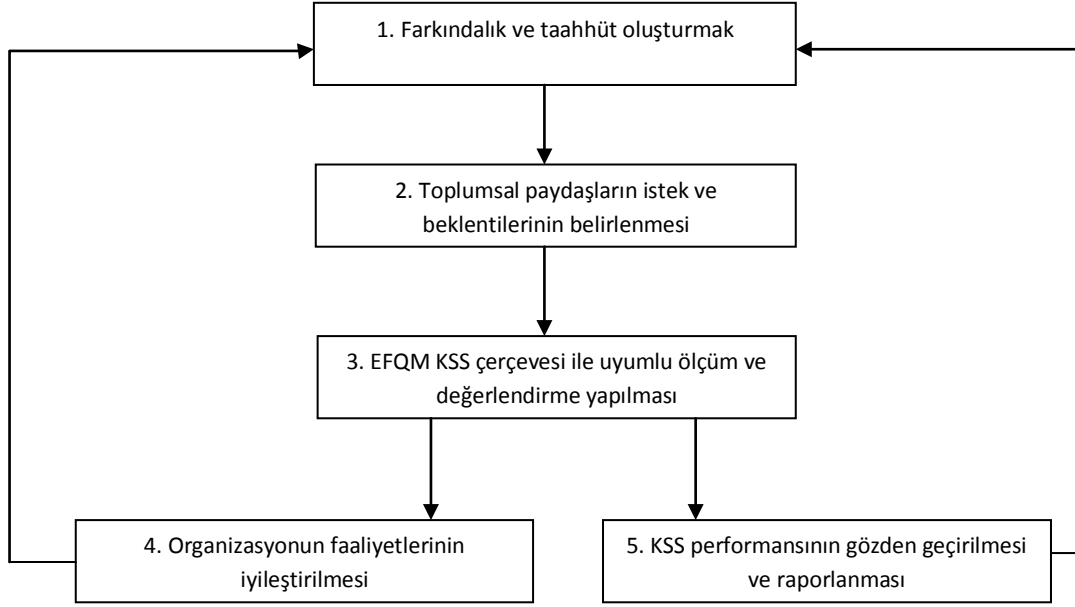 1. Farkındalık ve taahhüt oluşturmak
2. Toplumsal paydaşların istek ve
beklentilerinin belirlenmesi
3. EFQM KSS çerçevesi ile uyumlu ölçüm ve
değerlendirme yapılması
4. Organizasyonun faaliyetlerinin
iyileştirilmesi
5. KSS performansının gözden geçirilmesi
ve raporlanması